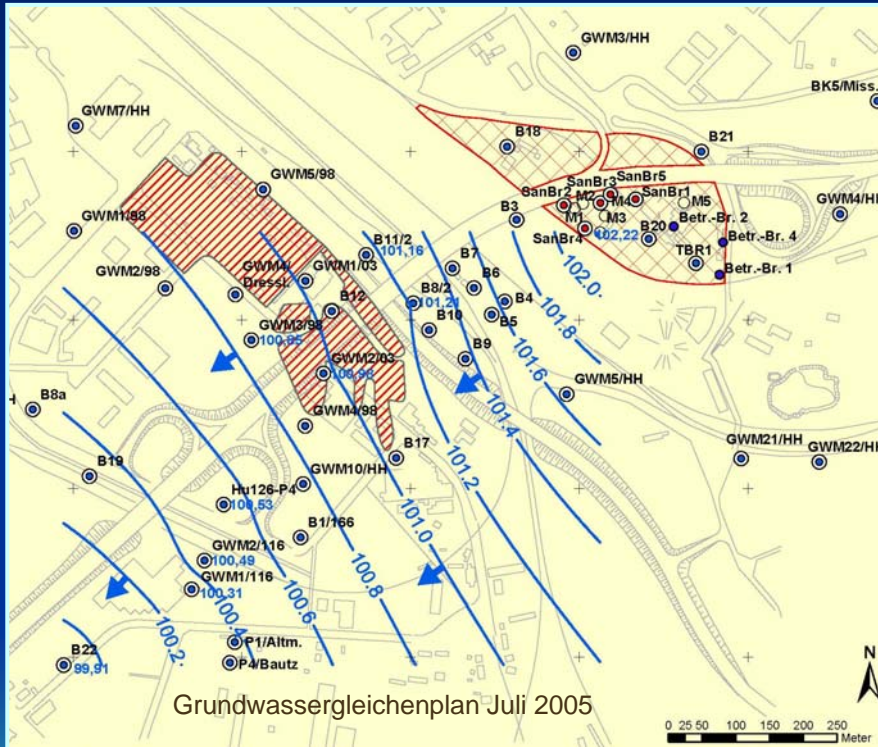 GWM3/HH
BK5/Miss.
GWM7/HH
B18
B21
GWM5/98
SanBr5
SanBr3
SanBr2
SanBr1
M2
M4
M5
GWM4/H
B3
M1
M3
Betr.-Br. 2
GWM1/98
SanBr4
102,22
B20
Betr.-Br. 4
B11/2
101,16
TBR1
Betr.-Br. 1
B7
GWM2/98
GWM4/
Dressl.
GWM1/03
B6
102.0
B12
B8/2
101,21
B4
B10
B5
101.8
GWM3/98
100,85
B9
101.6
GWM2/03
100,98
GWM5/HH
H
B8a
101.4
GWM4/98
B17
101.2
GWM21/HH
GWM22/HH
B19
GWM10/HH
Hu126-P4
100,53
101.0
B1/166
GWM2/116
100,49
100.8
GWM1/116
100,31
100.6
100.4
100.2
P1/Altm.
B22
99,91
P4/Bautz
N
Grundwassergleichenplan Juli 2005
0 25 50 100 150 200 250
Meter